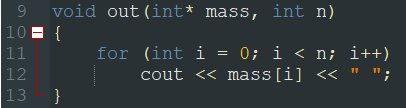 9 void out(int* mass, int n)
10 {
11 for (int i = 0; i < n; i++)
12 cout << mass[i] << " ";
13 }